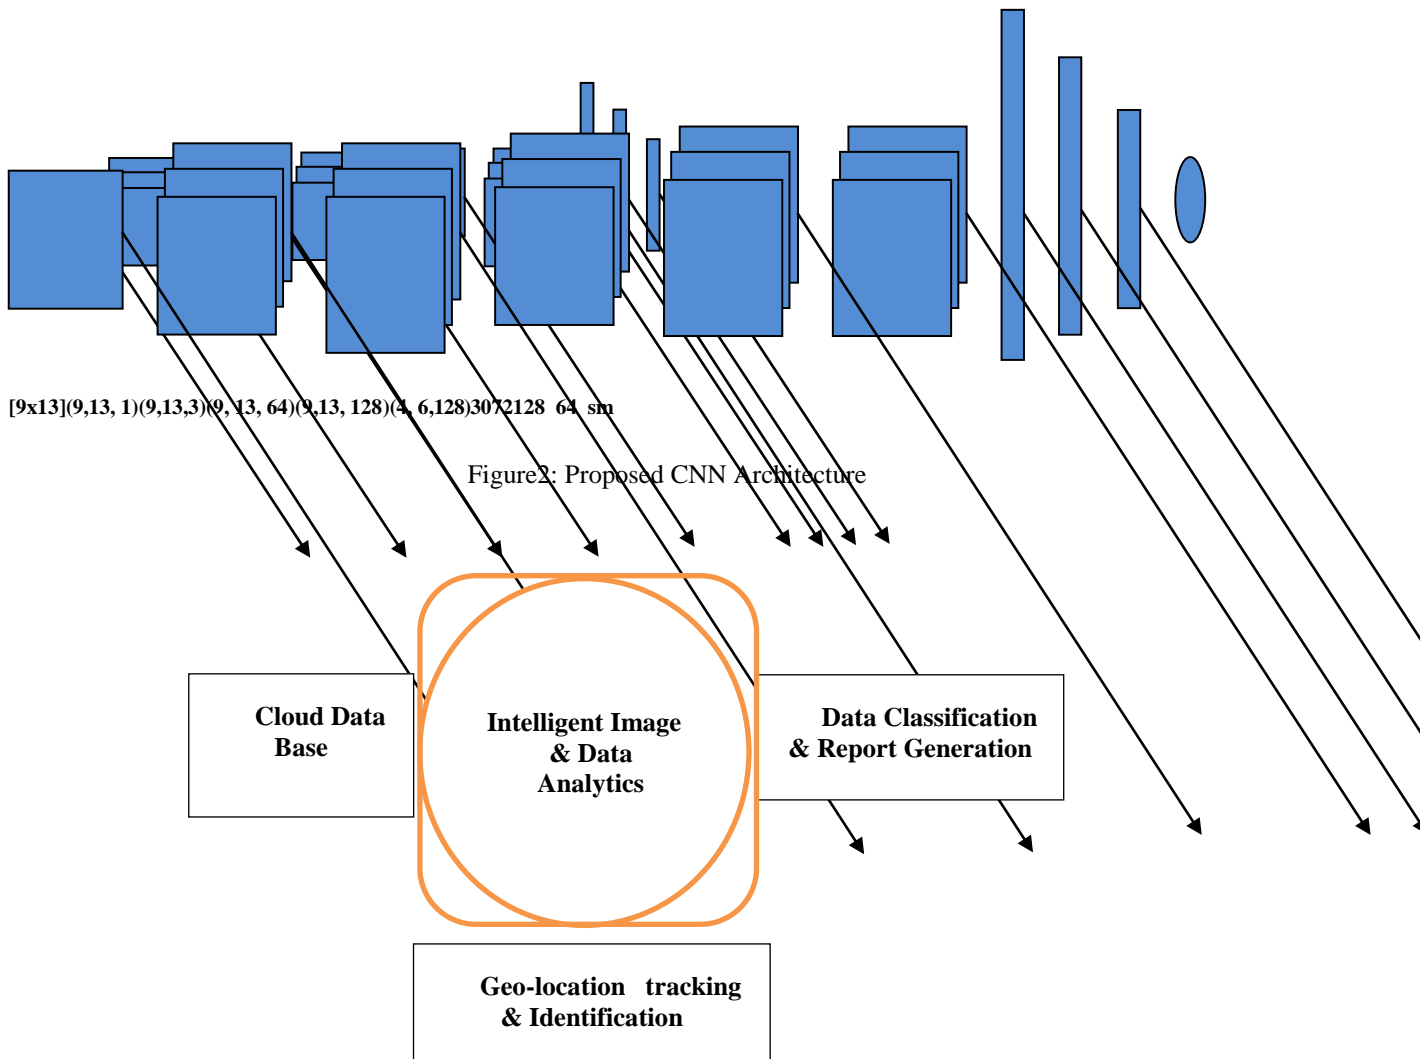 [9x13](9,13, 1)(9,13,3)(9, 13, 64)(9,13, 128)(4, 6,128)3072128 64 sm
Figure2: Proposed CNN Architecture
Cloud Data
Base
Intelligent Image
& Data
Analytics
Data Classification
& Report Generation
Geo-location tracking
& Identification